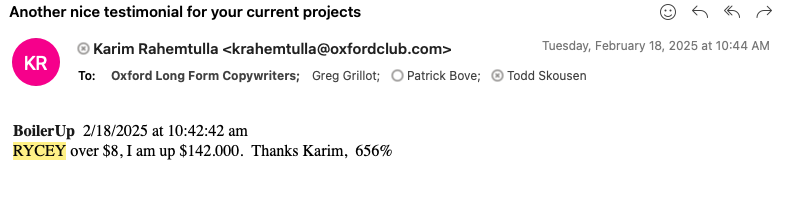 Another nice testimonial for your current projects
KR
Karim Rahemtulla <krahemtulla@oxfordclub.com>
Tuesday, February 18, 2025 at 10:44 AM
To: Oxford Long Form Copywriters; Greg Grillot; Patrick Bove; Todd Skousen
BoilerUp 2/18/2025 at 10:42:42 am
RYCEY over $8, I am up $142.000. Thanks Karim, 656%